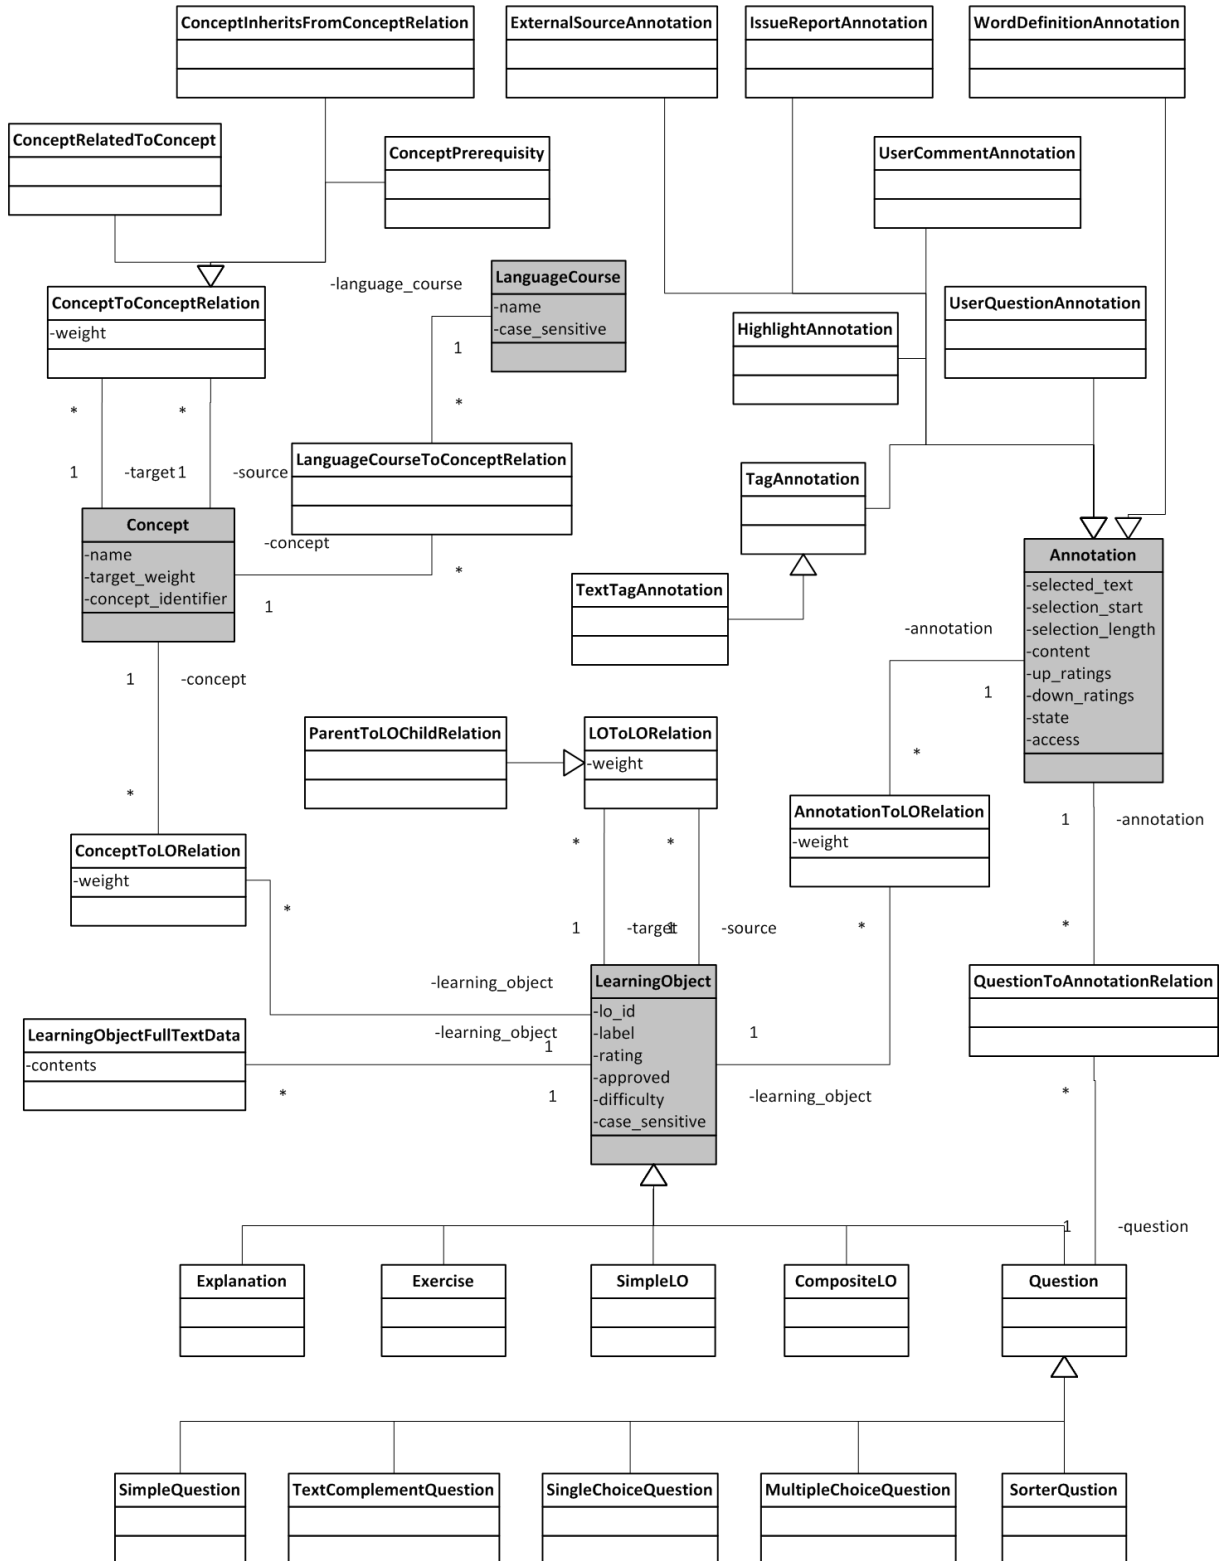 ConceptInheritsFromConceptRelation
ExternalSourceAnnotation
IssueReportAnnotation
WordDefinitionAnnotation
ConceptRelatedToConcept
ConceptPrerequisity
UserCommentAnnotation
-language_course
LanguageCourse
-name
-case_sensitive
ConceptToConceptRelation
-weight
UserQuestionAnnotation
HighlightAnnotation
1
*
*
*
1
-target
1
-source
LanguageCourseToConceptRelation
TagAnnotation
Concept
-name
-target_weight
-concept_identifier
-concept
*
1
TextTagAnnotation
Annotation
-selected_text
-selection_start
-selection_length
-content
-up_ratings
-down_ratings
-state
-access
-annotation
1
1
-concept
*
ParentToLOChildRelation
LOToLORelation
-weight
*
AnnotationToLORelation
-weight
1
-annotation
ConceptToLORelation
-weight
*
*
*
1
-target
1
-source
*
*
QuestionToAnnotationRelation
-learning_object
LearningObject
-lo_id
-label
-rating
-approved
-difficulty
-case_sensitive
LearningObjectFullTextData
-contents
-learning_object
1
1
*
1
-learning_object
*
1
-question
Explanation
Exercise
SimpleLO
CompositeLO
Question
SimpleQuestion
TextComplementQuestion
SingleChoiceQuestion
MultipleChoiceQuestion
SorterQustion